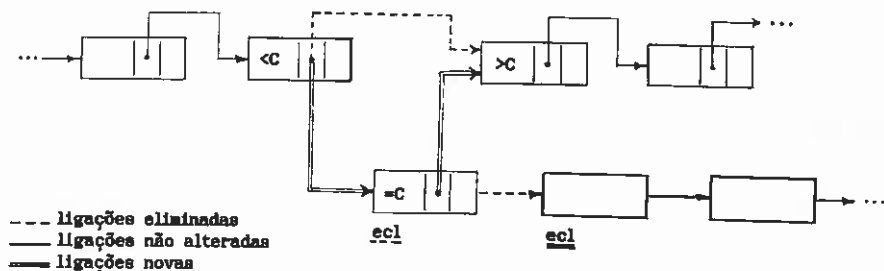 ... <C >C ...
=C ...
ecl ecl
--- ligações eliminadas
ligações não alteradas
ligações novas